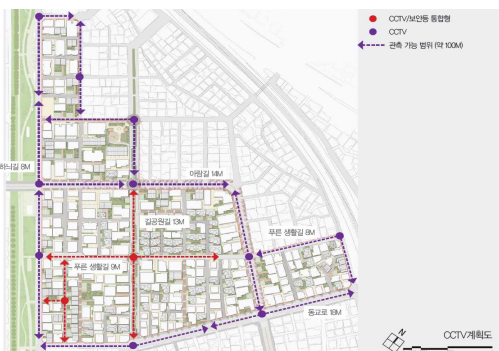 CCTV/보안등 통합형
CCTV
관측 가능 범위 (약 100M)
하늬길 8M
아람길 14M
길공원길 13M
푸른 생활길 8M
푸른 생활길 9M
동교로 18M
N
CCTV계획도